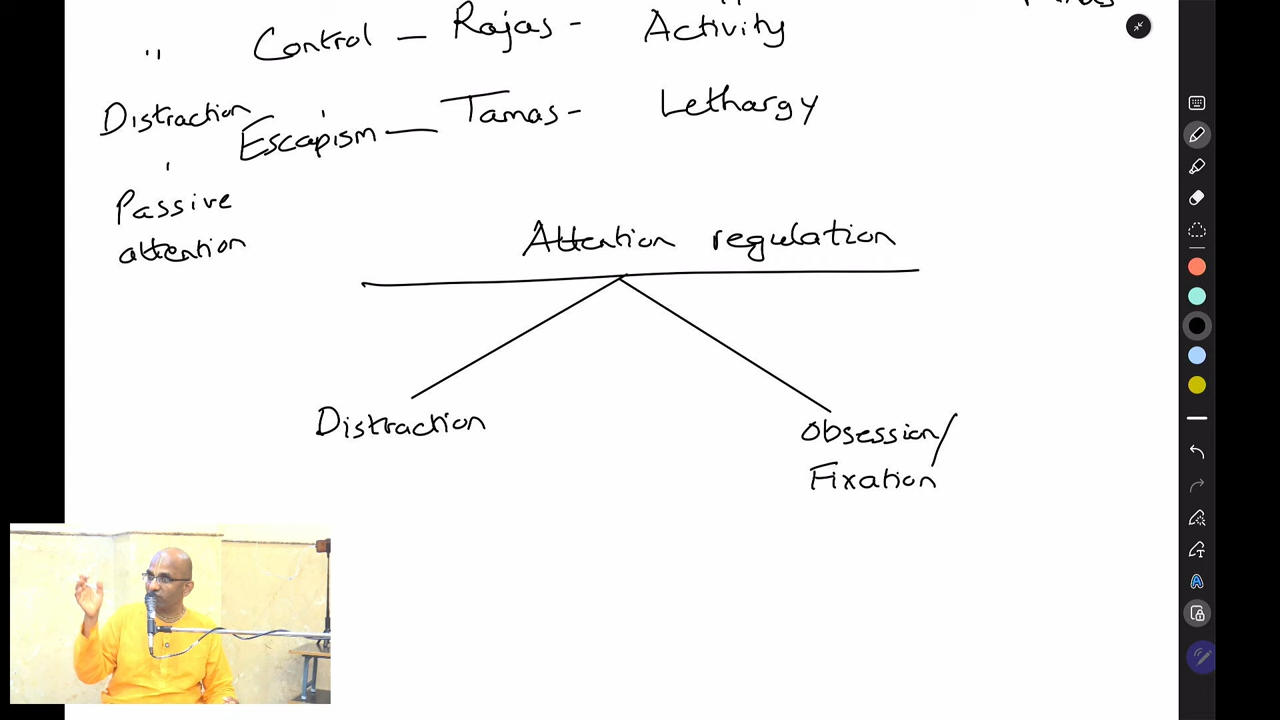 " Control — Rajas - Activity
Distraction Escapism — Tamas - Lethargy
Passive
attention
Attention regulation
Distraction
Obsession/
Fixation